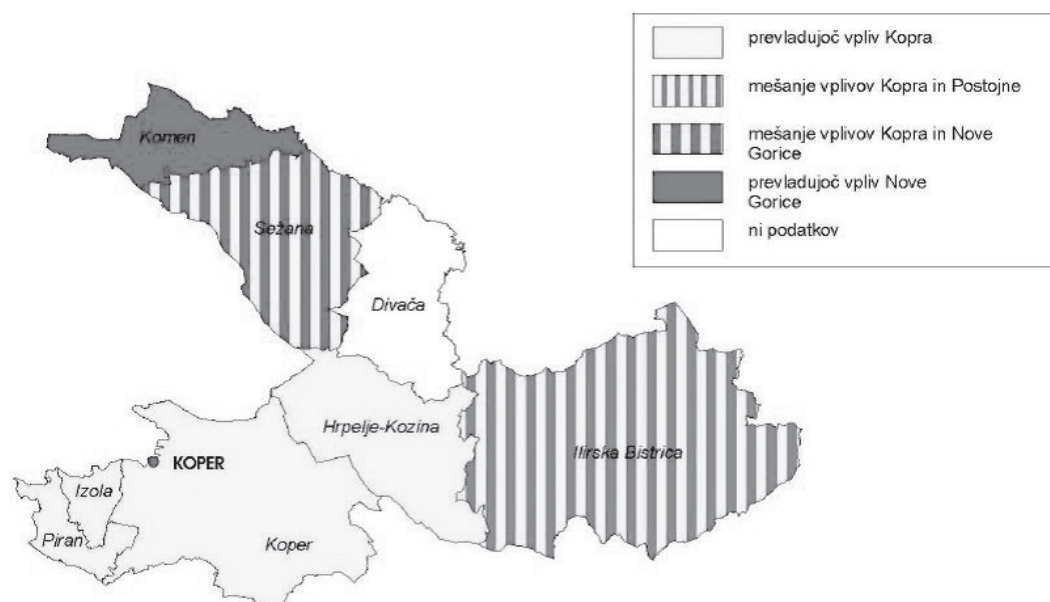 prevladujoč vpliv Kopra
mešanje vplivov Kopra in Postojne
mešanje vplivov Kopra in Nove
Gorice
prevladujoč vpliv Nove
Gorice
ni podatkov
Komen
Sežana
Divača
Hrpelje-Kozina
Ilirska Bistrica
KOPER
Izola
Piran
Koper